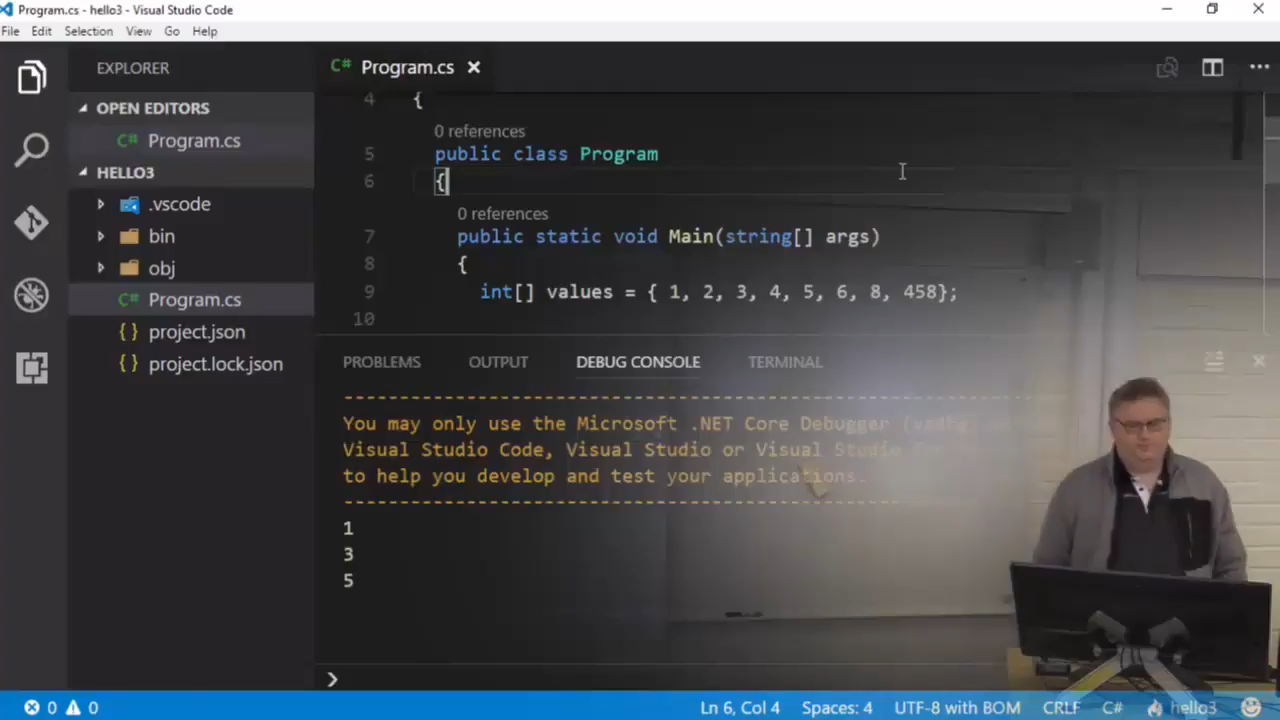 Program.cs - hello3 - Visual Studio Code
File Edit Selection View Go Help
EXPLORER
C# Program.cs
OPEN EDITORS
C# Program.cs
HELLO3
.vscode
bin
obj
C# Program.cs
{} project.json
{} project.lock.json
4 {
0 references
5 public class Program
6 {
0 references
7 public static void Main(string[] args)
8 {
9 int[] values = { 1, 2, 3, 4, 5, 6, 8, 458};
10
PROBLEMS OUTPUT DEBUG CONSOLE TERMINAL
You may only use the Microsoft .NET Core Debugger
Visual Studio Code, Visual Studio or Visual Studio
to help you develop and test your applications.
1
3
5
0 0 Ln 6, Col 4 Spaces: 4 UTF-8 with BOM CRLF C# hello3